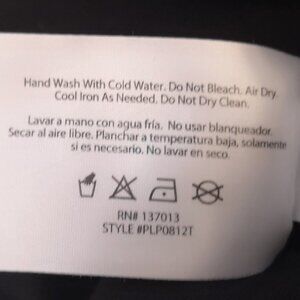 Hand Wash With Cold Water. Do Not Bleach. Air Dry.
Cool Iron As Needed. Do Not Dry Clean.
Lavar a mano con agua fría. No usar blanqueador.
Secar al aire libre. Planchar a temperatura baja, solamente
si es necesario. No lavar en seco.
RN# 137013
STYLE #PLP0812T